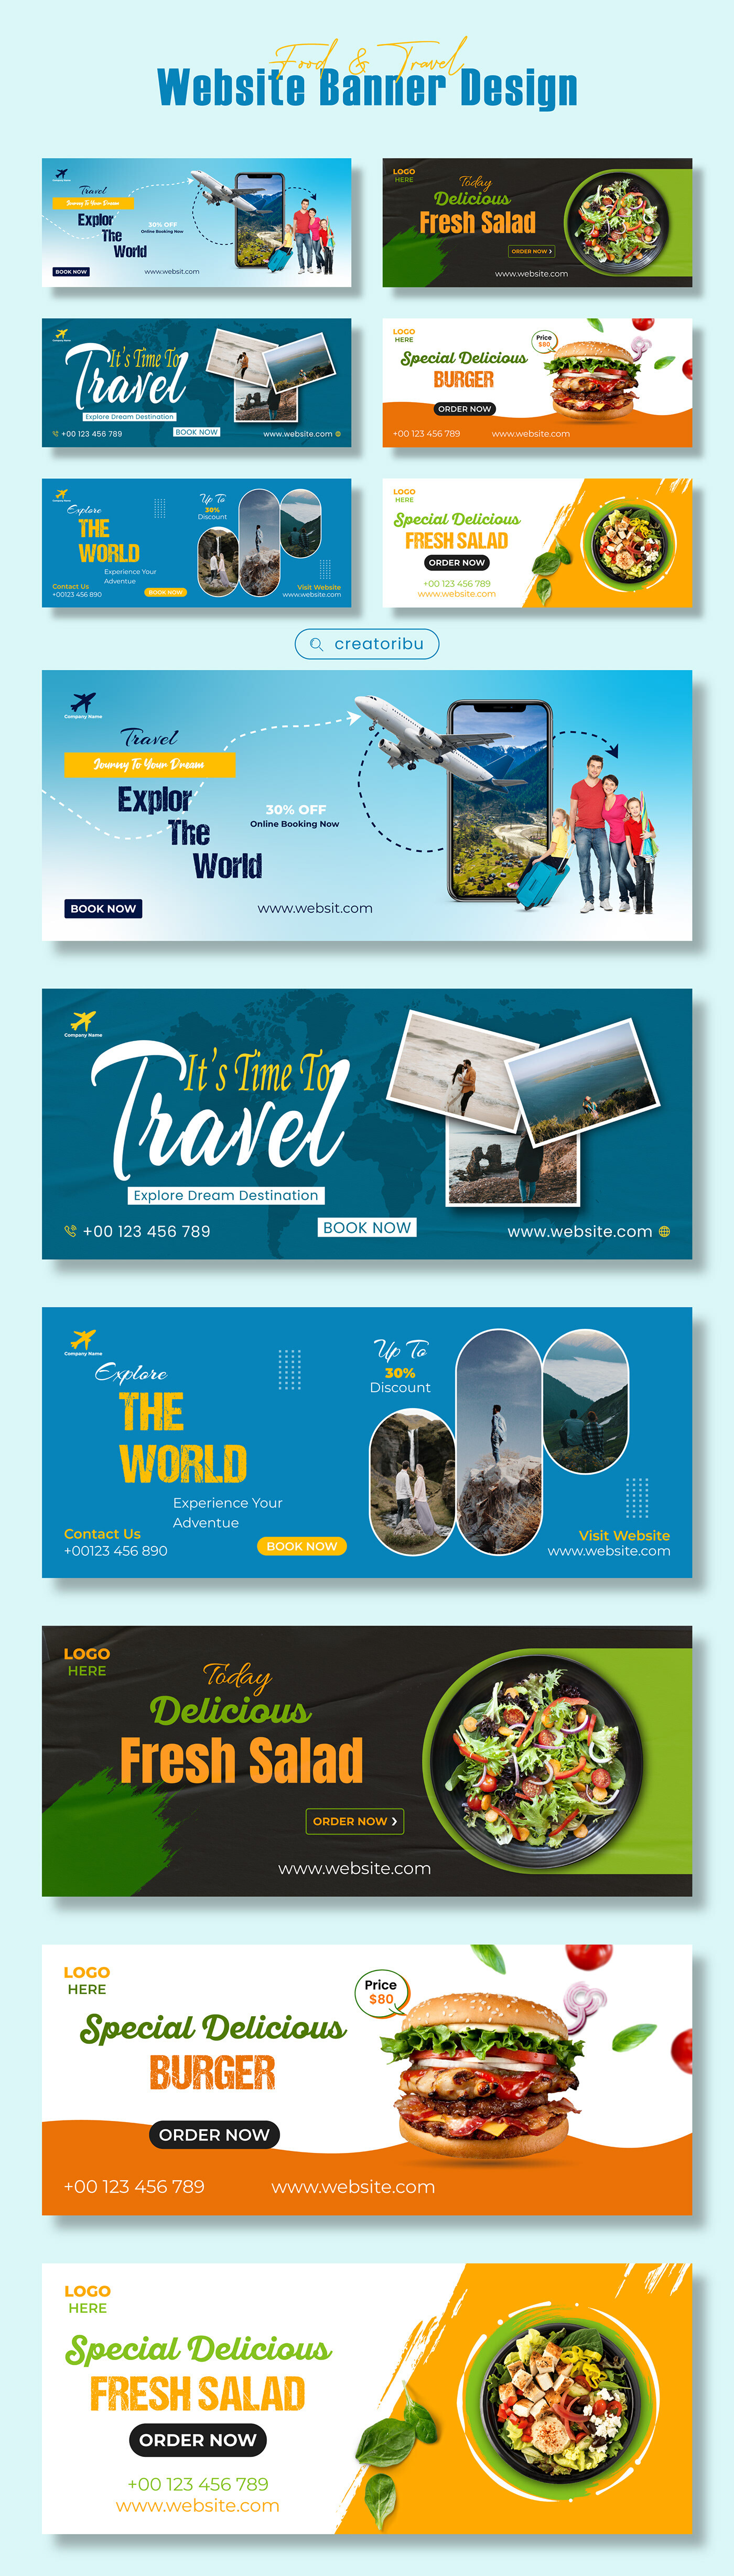 Food & Travel
Website Banner Design
Travel
Journy To Your Dream
Explor
The
World
30% OFF
Online Booking Now
BOOK NOW
www.websit.com
LOGO
HERE
Today
Delicious
Fresh Salad
ORDER NOW
www.website.com
Company Name
It's Time To
Travel
Explore Dream Destination
+00 123 456 789
BOOK NOW
www.website.com
LOGO
HERE
Special Delicious
BURGER
Price
$80
ORDER NOW
+00 123 456 789
www.website.com
Company Name
Explore
THE
WORLD
Up To
30%
Discount
Experience Your
Adventue
Contact Us
+00123 456 890
BOOK NOW
Visit Website
www.website.com
LOGO
HERE
Special Delicious
FRESH SALAD
ORDER NOW
+00 123 456 789
www.website.com
creatoribu
Company Name
Travel
Journy To Your Dream
Explor
The
World
30% OFF
Online Booking Now
BOOK NOW
www.websit.com
Company Name
It's Time To
Travel
Explore Dream Destination
+00 123 456 789
BOOK NOW
www.website.com
Company Name
Explore
THE
WORLD
Up To
30%
Discount
Experience Your
Adventue
Contact Us
+00123 456 890
BOOK NOW
Visit Website
www.website.com
LOGO
HERE
Today
Delicious
Fresh Salad
ORDER NOW
www.website.com
LOGO
HERE
Special Delicious
BURGER
Price
$80
ORDER NOW
+00 123 456 789
www.website.com
LOGO
HERE
Special Delicious
FRESH SALAD
ORDER NOW
+00 123 456 789
www.website.com